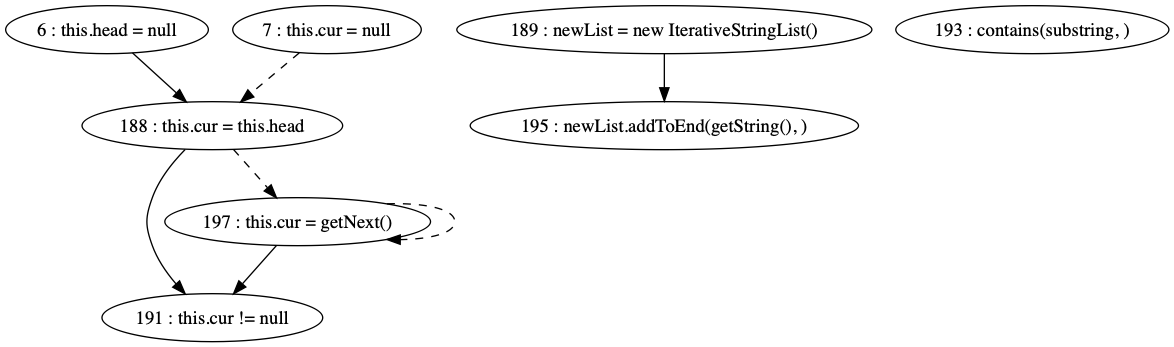 6 : this.head = null
7 : this.cur = null
189 : newList = new IterativeStringList()
193 : contains(substring, )
188 : this.cur = this.head
195 : newList.addToEnd(getString(), )
197 : this.cur = getNext()
191 : this.cur != null